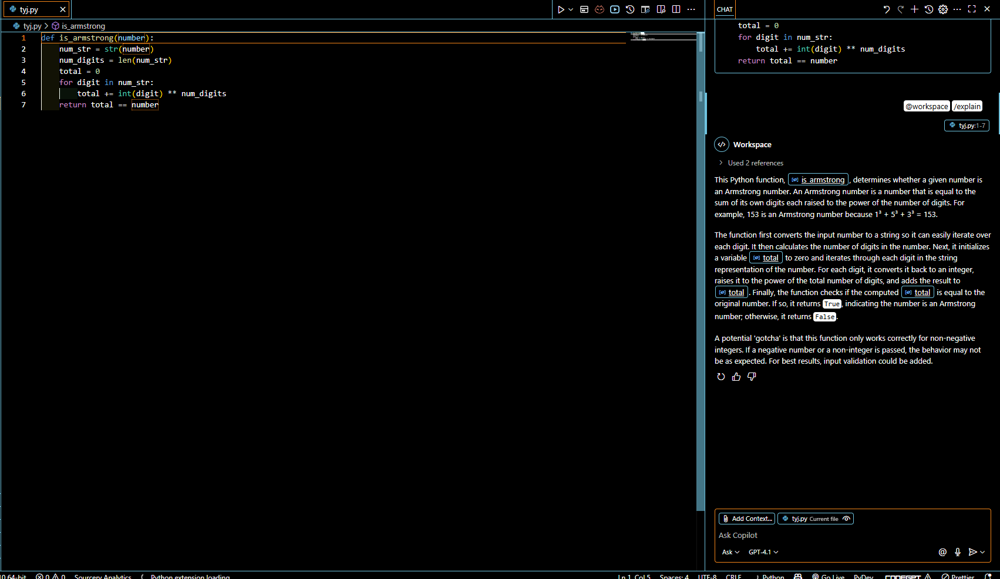 tyj.py
tyj.py > is_armstrong
1 def is_armstrong(number):
2     num_str = str(number)
3     num_digits = len(num_str)
4     total = 0
5     for digit in num_str:
6         total += int(digit) ** num_digits
7     return total == number
CHAT
total = 0
for digit in num_str:
    total += int(digit) ** num_digits
return total == number
@workspace /explain
tyj.py:1-7
Workspace
> Used 2 references
This Python function, is_armstrong, determines whether a given number is
an Armstrong number. An Armstrong number is a number that is equal to the
sum of its own digits each raised to the power of the number of digits. For
example, 153 is an Armstrong number because 1³ + 5³ + 3³ = 153.
The function first converts the input number to a string so it can easily iterate over
each digit. It then calculates the number of digits in the number. Next, it initializes
a variable total to zero and iterates through each digit in the string
representation of the number. For each digit, it converts it back to an integer,
raises it to the power of the total number of digits, and adds the result to
total. Finally, the function checks if the computed total is equal to the
original number. If so, it returns True, indicating the number is an Armstrong
number; otherwise, it returns False.
A potential 'gotcha' is that this function only works correctly for non-negative
integers. If a negative number or a non-integer is passed, the behavior may not
be as expected. For best results, input validation could be added.
Add Context... tyj.py Current file
Ask Copilot
Ask GPT-4.1 @
64-bit 0 0 Sourcery Analytics Python extension loading Ln 1, Col 5 Spaces: 4 UTF-8 CRLF Python Go Live PyDev CODEGPT Prettier